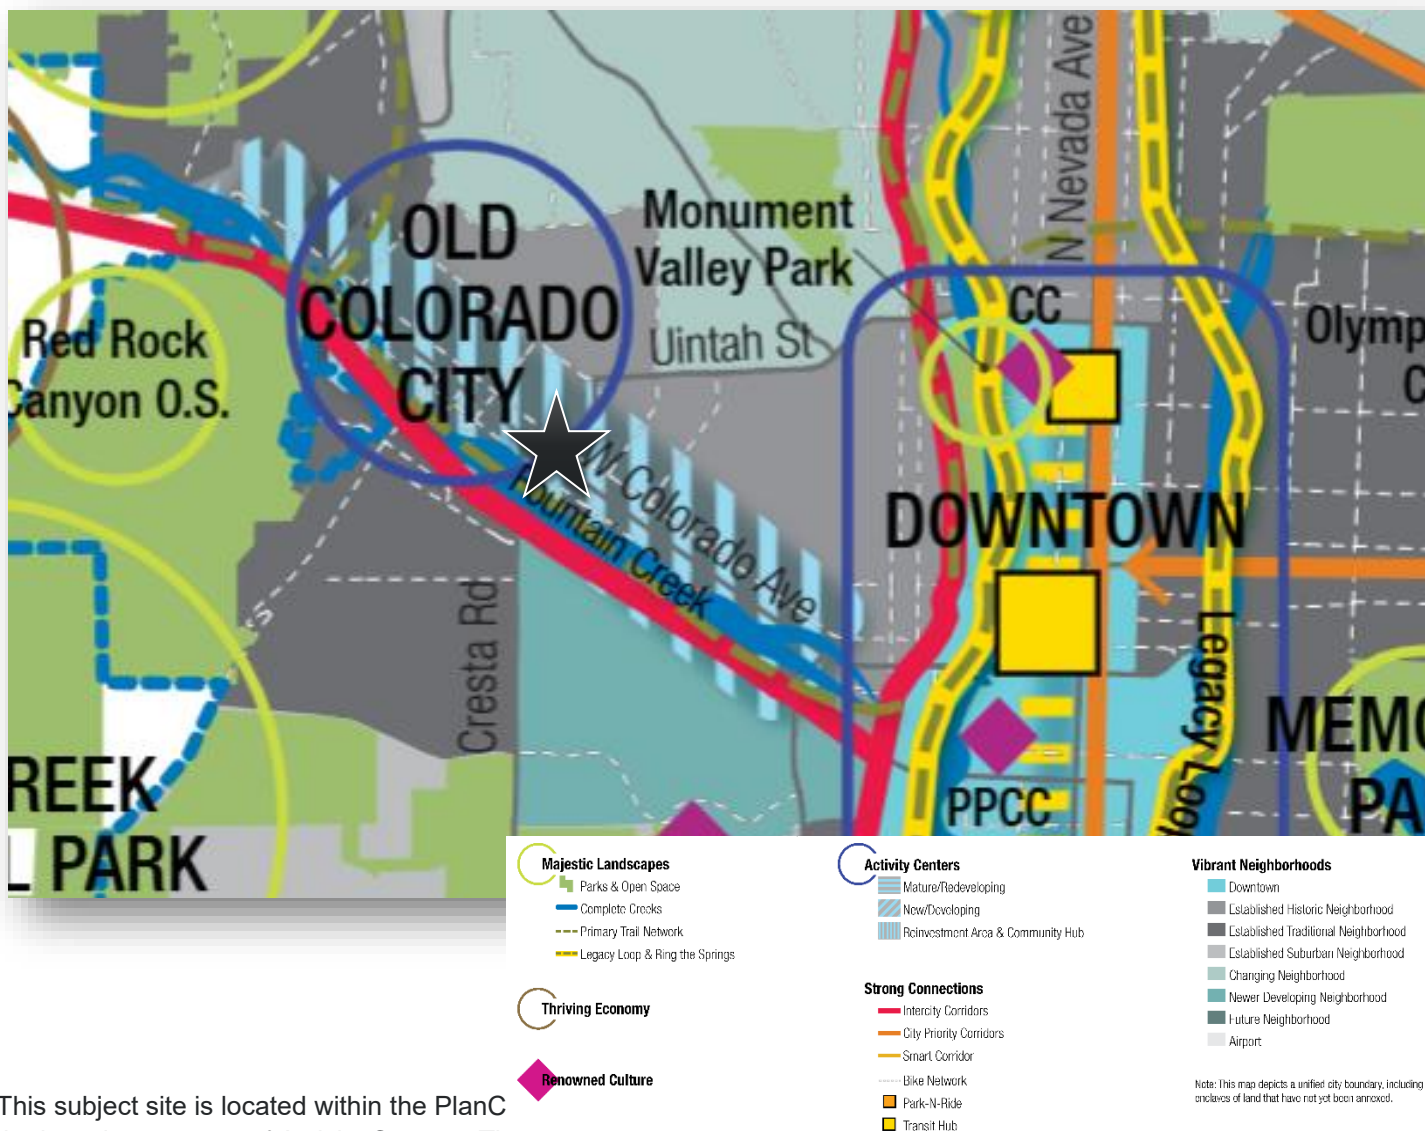 OLD
COLORADO
CITY
Monument
Valley Park
Uintah St
N Nevada Ave
CC
Olymp
C
Red Rock
Canyon O.S.
W Colorado Ave
Fountain Creek
DOWNTOWN
Cresta Rd
Legacy Loop
MEMO
PA
PPCC
REEK
L PARK
Majestic Landscapes
Parks & Open Space
Complete Creeks
Primary Trail Network
Legacy Loop & Ring the Springs
Thriving Economy
Renowned Culture
Activity Centers
Mature/Redeveloping
New/Developing
Reinvestment Area & Community Hub
Strong Connections
Intercity Corridors
City Priority Corridors
Smart Corridor
Bike Network
Park-N-Ride
Transit Hub
Vibrant Neighborhoods
Downtown
Established Historic Neighborhood
Established Traditional Neighborhood
Established Suburban Neighborhood
Changing Neighborhood
Newer Developing Neighborhood
Future Neighborhood
Airport
Note: This map depicts a unified city boundary, including
enclaves of land that have not yet been annexed.
This subject site is located within the PlanC